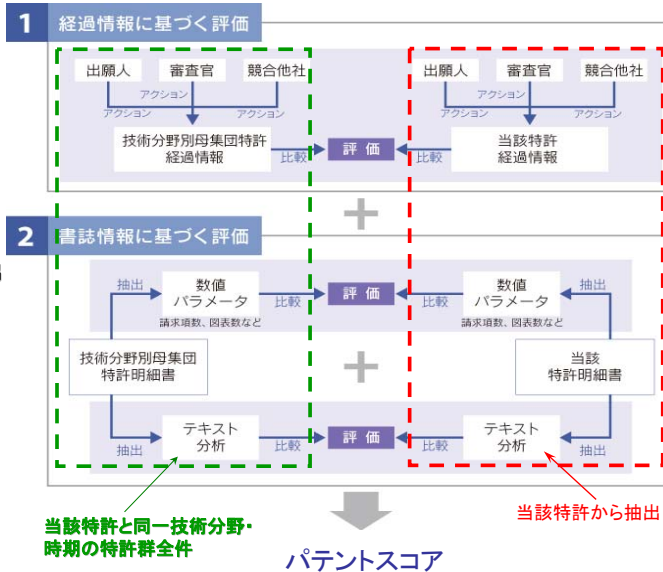 1 経過情報に基づく評価
出願人 審査官 競合他社 出願人 審査官 競合他社
アクション アクション
アクション アクション アクション アクション
技術分野別母集団特許
経過情報
比較 評価 比較
当該特許
経過情報
+
2 書誌情報に基づく評価
抽出 数値
パラメータ
比較 評価 比較
数値
パラメータ
抽出
請求項数、図表数など 請求項数、図表数など
技術分野別母集団
特許明細書
+
当該
特許明細書
抽出 テキスト
分析
比較 評価 比較
テキスト
分析
抽出
当該特許と同一技術分野・
時期の特許群全件
当該特許から抽出
パテントスコア